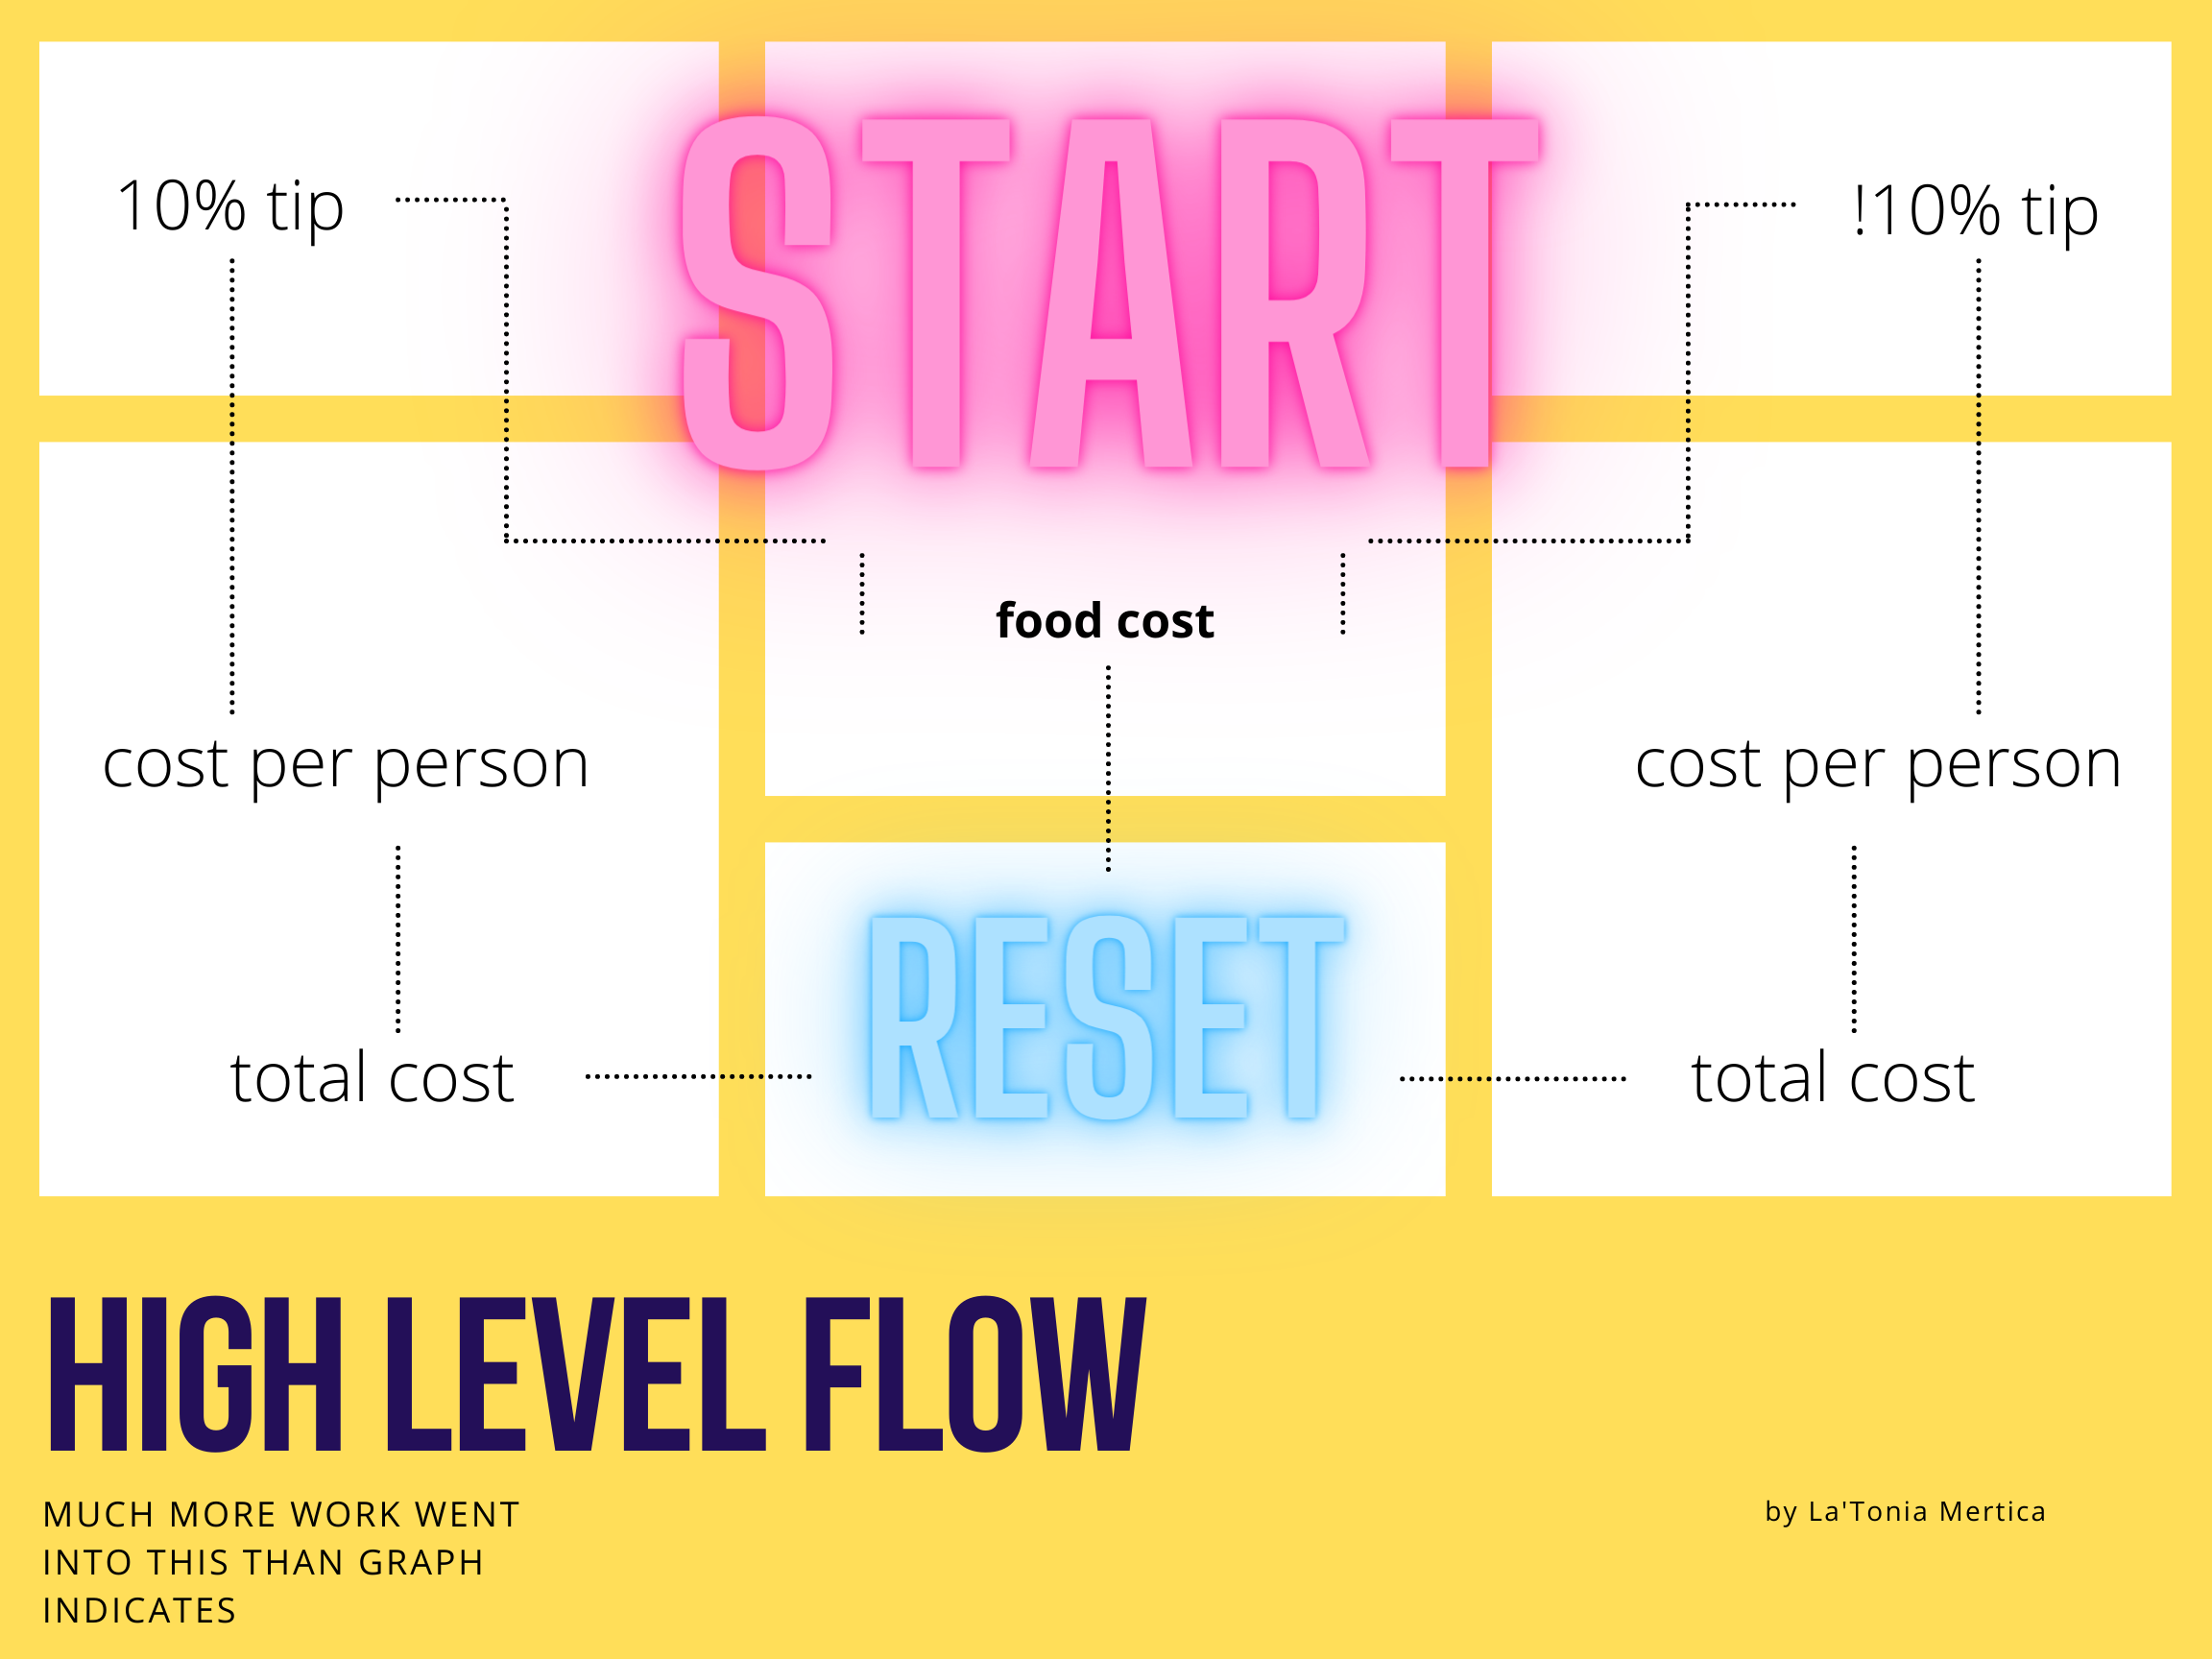 START
10% tip
!10% tip
food cost
cost per person
cost per person
RESET
total cost
total cost
HIGH LEVEL FLOW
MUCH MORE WORK WENT
INTO THIS THAN GRAPH
INDICATES
by La'Tonia Mertica